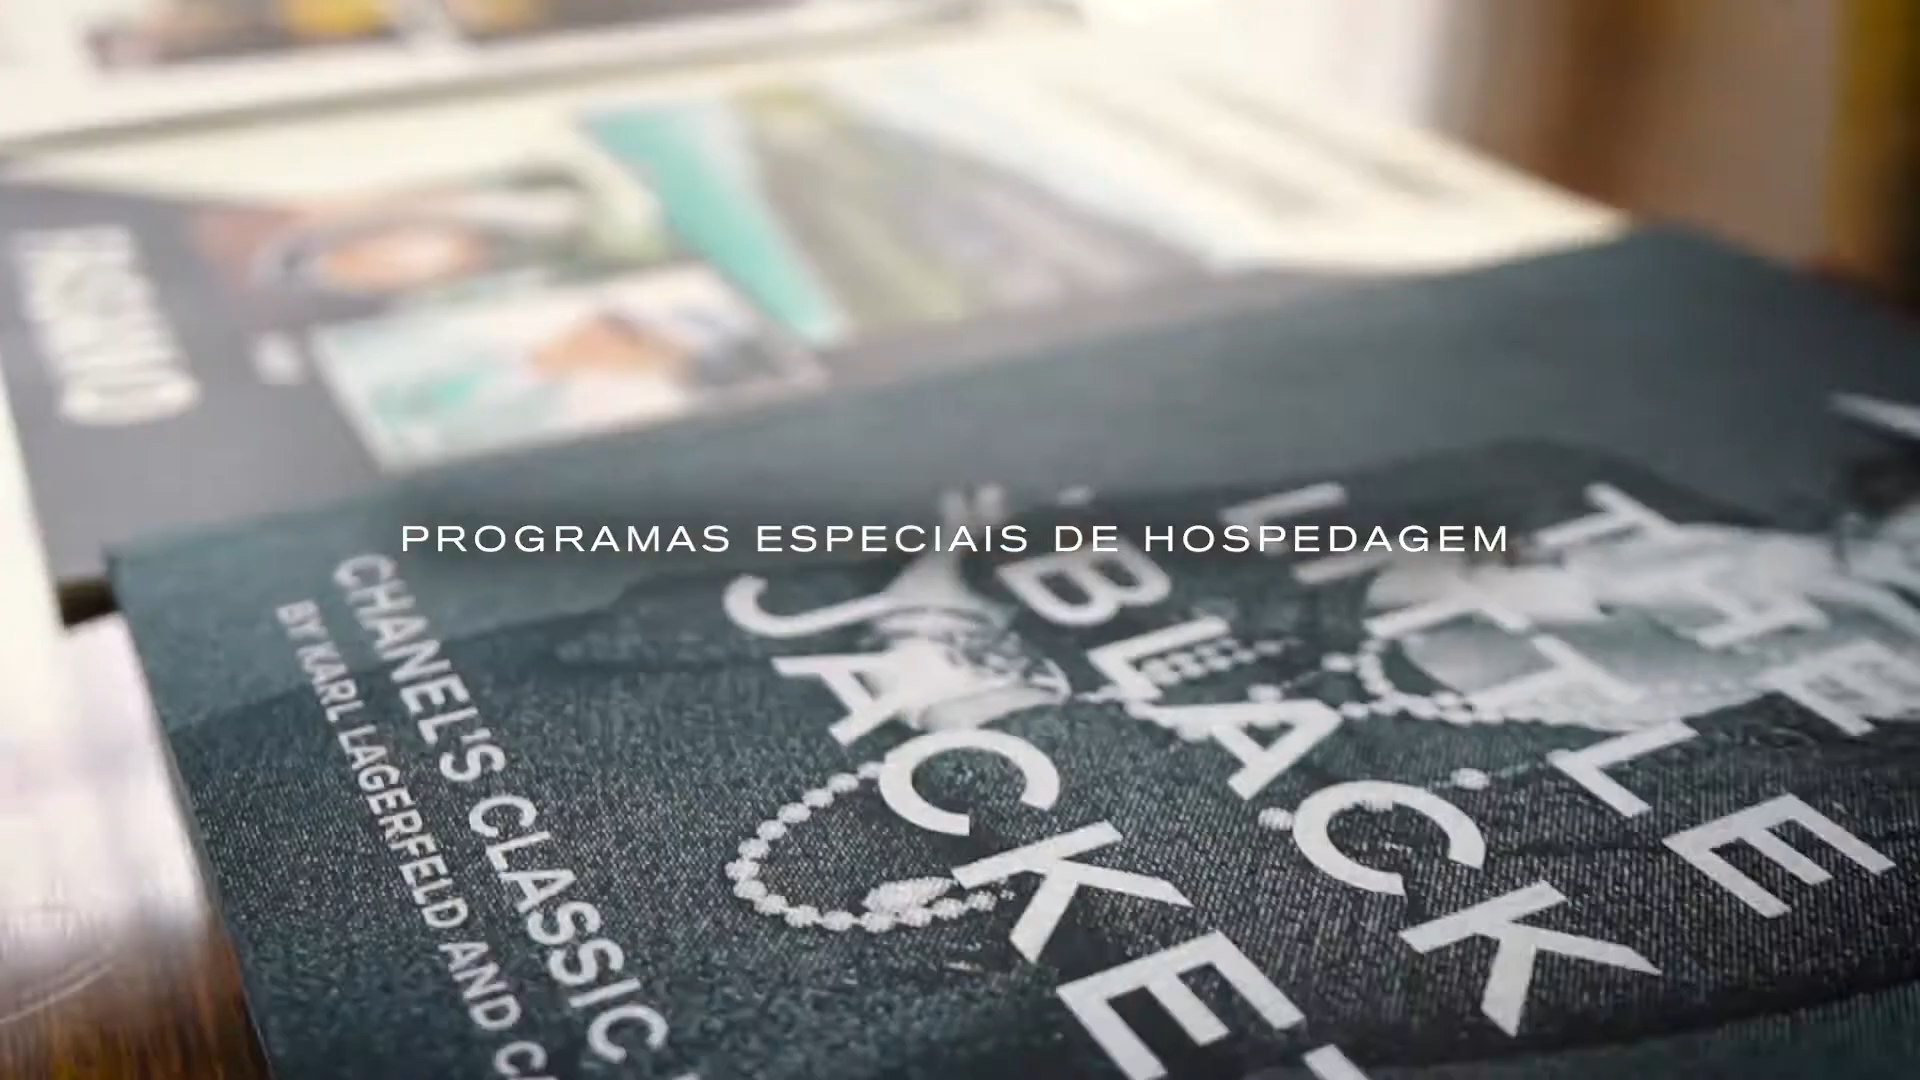 PROGRAMAS ESPECIAIS DE HOSPEDAGEM
THE
LITTLE
BLACK
JACKET
CHANEL'S CLASSIC
BY KARL LAGERFELD AND